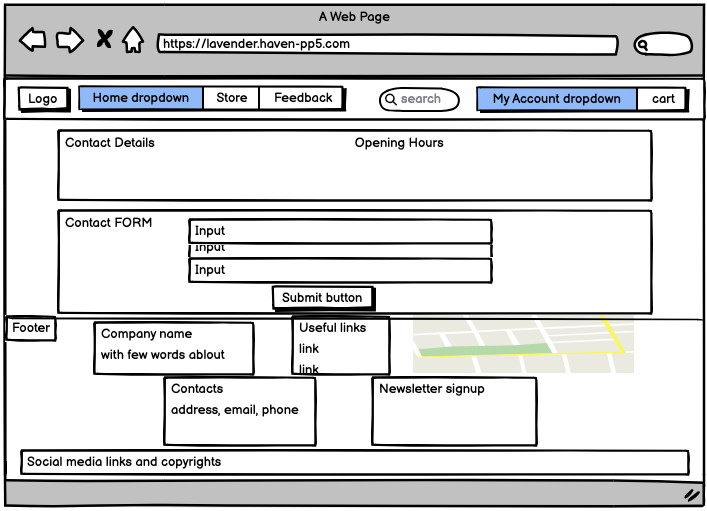 A Web Page
https://lavender.haven-pp5.com
Logo
Home dropdown
Store
Feedback
search
My Account dropdown
cart
Contact Details
Opening Hours
Contact FORM
Input
Input
Input
Submit button
Footer
Company name
with few words ablout
Useful links
link
link
Contacts
address, email, phone
Newsletter signup
Social media links and copyrights